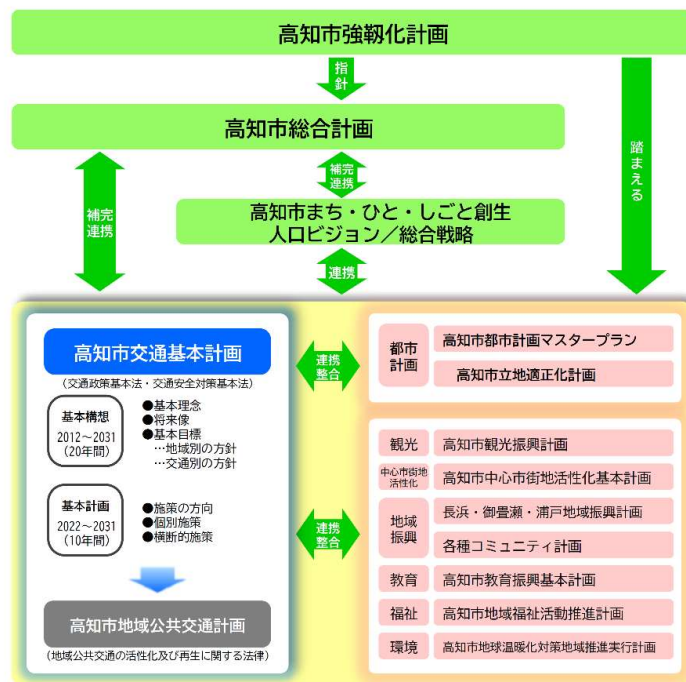 高知市強靱化計画
指針
高知市総合計画
踏まえる
補完
連携
補完
連携
高知市まち・ひと・しごと創生
人口ビジョン／総合戦略
連携
高知市交通基本計画
(交通政策基本法・交通安全対策基本法)
基本構想
2012～2031
(20年間)
●基本理念
●将来像
●基本目標
…地域別の方針
…交通別の方針
基本計画
2022～2031
(10年間)
●施策の方向
●個別施策
●横断的施策
高知市地域公共交通計画
(地域公共交通の活性化及び再生に関する法律)
連携
整合
都市
計画
高知市都市計画マスタープラン
高知市立地適正化計画
連携
整合
観光
高知市観光振興計画
中心市街地
活性化
高知市中心市街地活性化基本計画
地域
振興
長浜・御畳瀬・浦戸地域振興計画
各種コミュニティ計画
教育
高知市教育振興基本計画
福祉
高知市地域福祉活動推進計画
環境
高知市地球温暖化対策地域推進実行計画